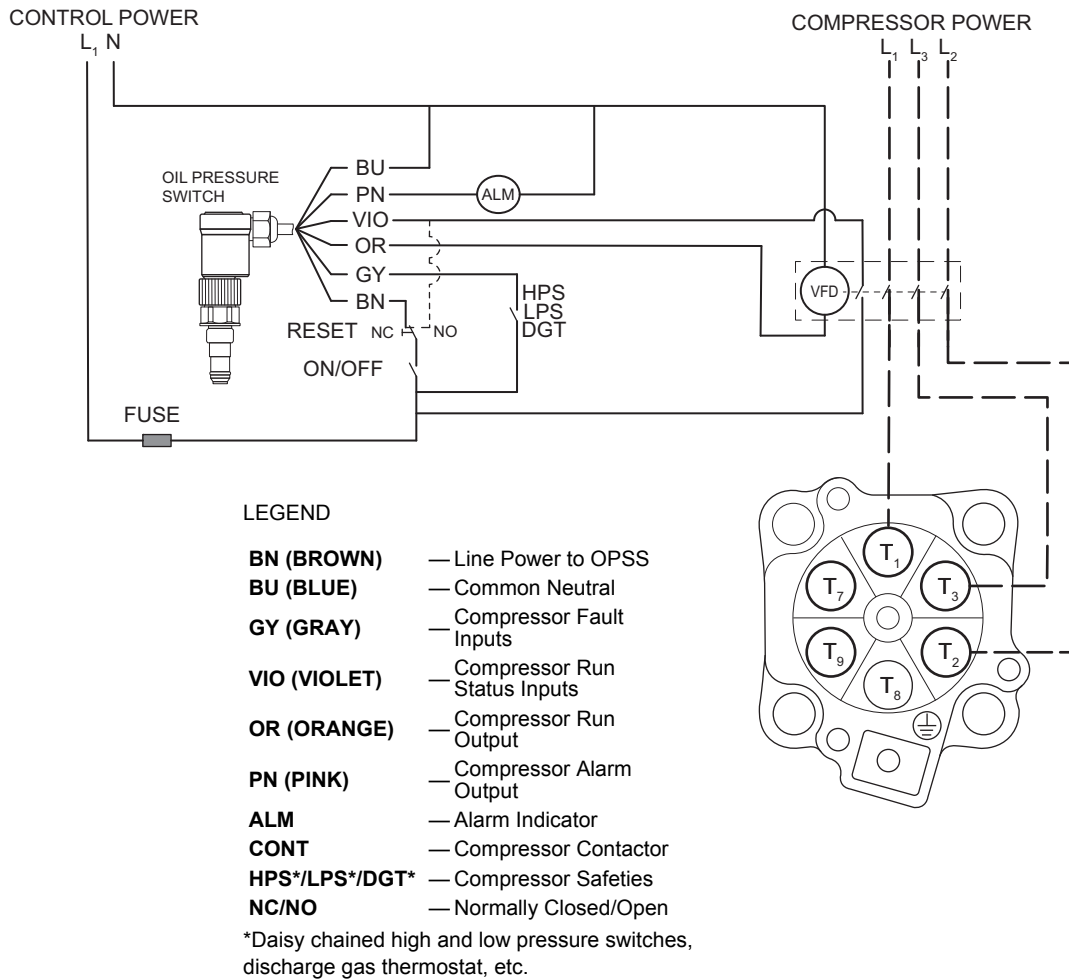 CONTROL POWER
L₁ N
COMPRESSOR POWER
L₁ L₃ L₂
OIL PRESSURE
SWITCH
BU
PN
ALM
VIO
OR
GY
BN
HPS
LPS
DGT
VFD
RESET NC NO
ON/OFF
FUSE
T₁
T₇
T₃
T₉
T₂
T₈
LEGEND
BN (BROWN) — Line Power to OPSS
BU (BLUE) — Common Neutral
GY (GRAY) — Compressor Fault
Inputs
VIO (VIOLET) — Compressor Run
Status Inputs
OR (ORANGE) — Compressor Run
Output
PN (PINK) — Compressor Alarm
Output
ALM — Alarm Indicator
CONT — Compressor Contactor
HPS*/LPS*/DGT* — Compressor Safeties
NC/NO — Normally Closed/Open
*Daisy chained high and low pressure switches,
discharge gas thermostat, etc.